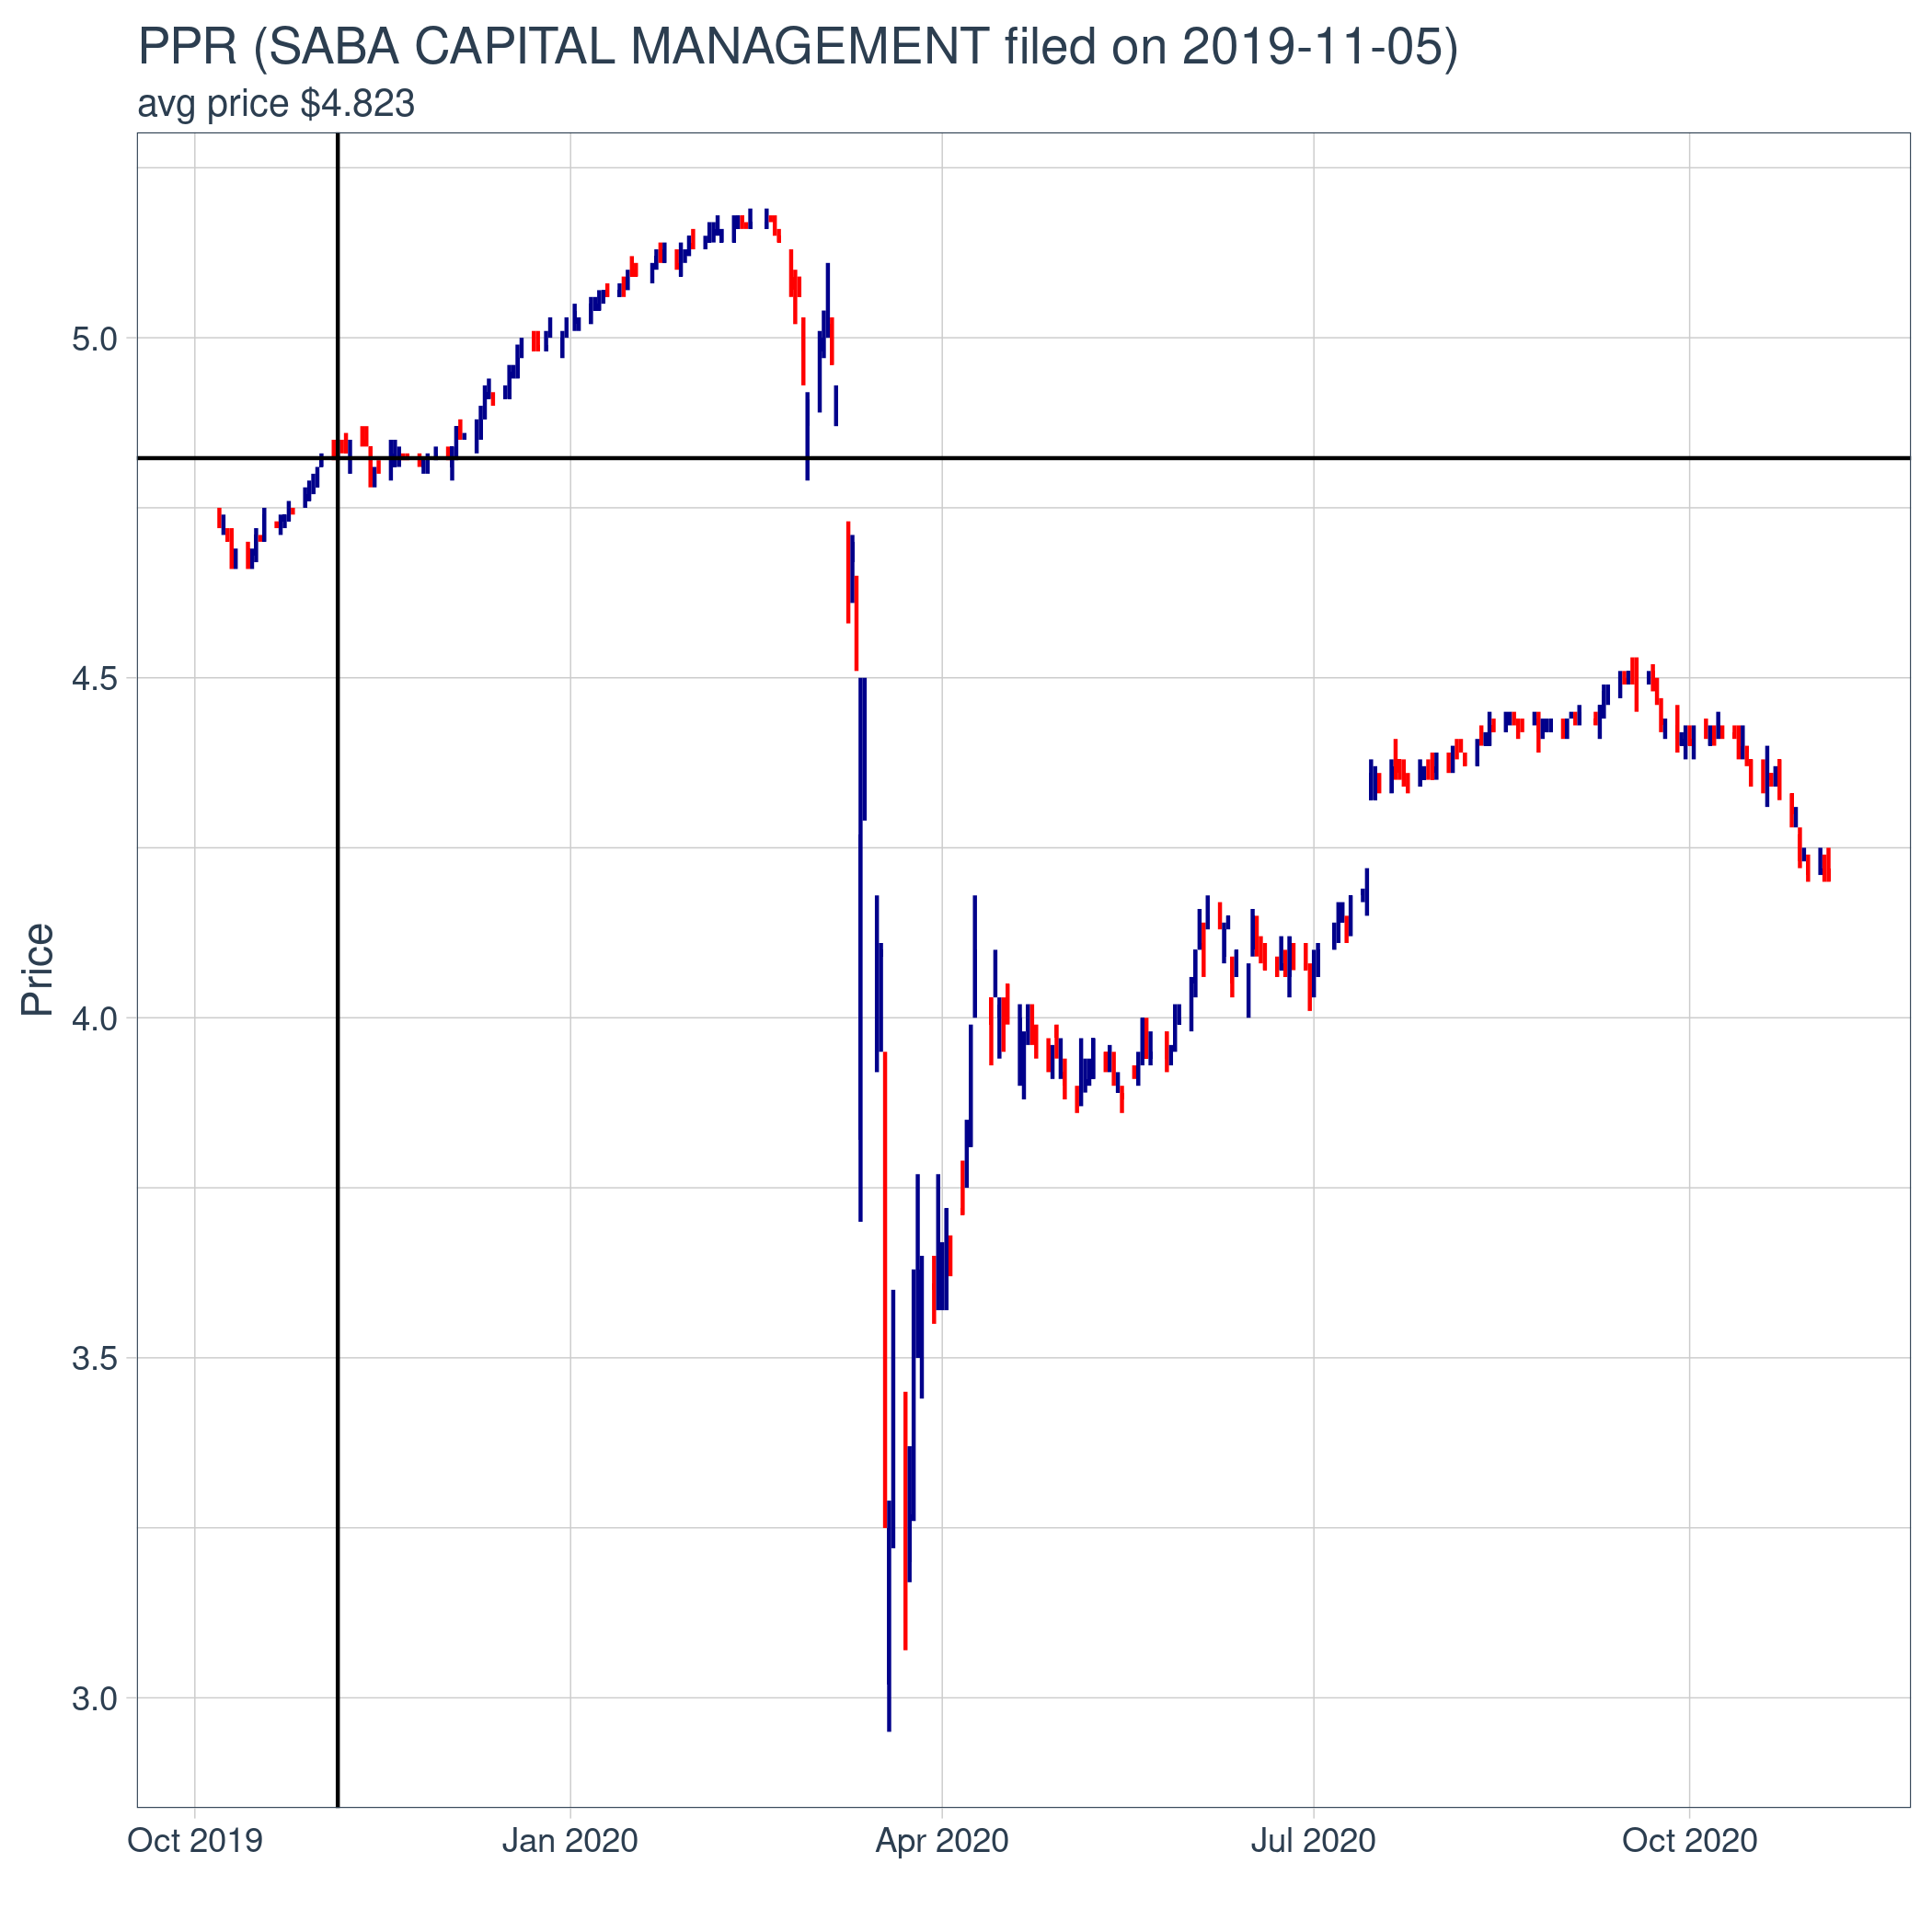 PPR (SABA CAPITAL MANAGEMENT filed on 2019-11-05)
avg price $4.823
Price
5.0
4.5
4.0
3.5
3.0
Oct 2019
Jan 2020
Apr 2020
Jul 2020
Oct 2020